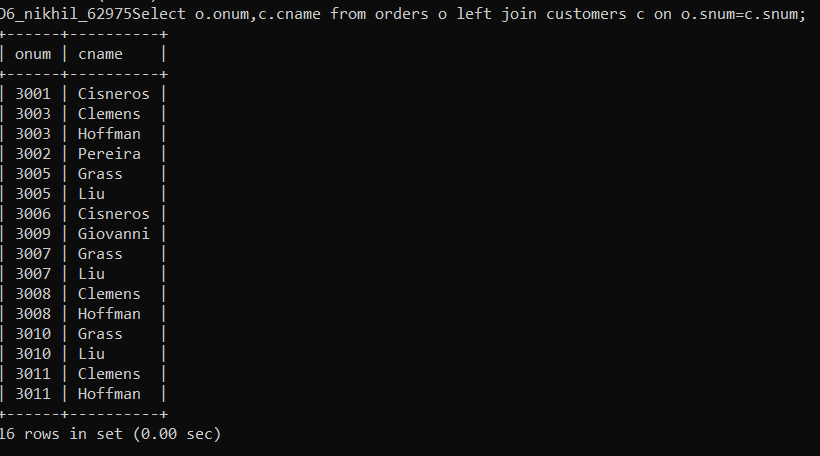 D6_nikhil_62975Select o.onum,c.cname from orders o left join customers c on o.snum=c.snum;
+------+----------+
| onum | cname    |
+------+----------+
| 3001 | Cisneros |
| 3003 | Clemens  |
| 3003 | Hoffman  |
| 3002 | Pereira  |
| 3005 | Grass    |
| 3005 | Liu      |
| 3006 | Cisneros |
| 3009 | Giovanni |
| 3007 | Grass    |
| 3007 | Liu      |
| 3008 | Clemens  |
| 3008 | Hoffman  |
| 3010 | Grass    |
| 3010 | Liu      |
| 3011 | Clemens  |
| 3011 | Hoffman  |
+------+----------+
16 rows in set (0.00 sec)